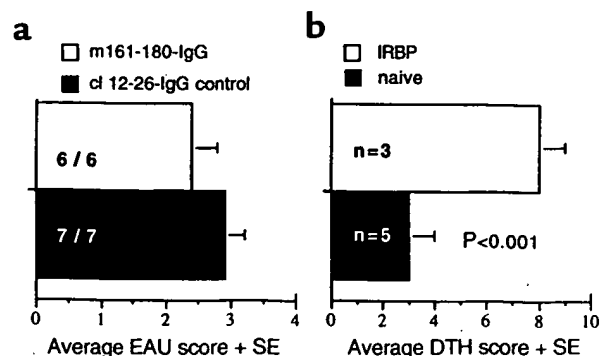 a
m161-180-IgG
cl 12-26-IgG control
6 / 6
7 / 7
0 1 2 3 4
Average EAU score + SE
b
IRBP
naive
n=3
n=5
P<0.001
0 2 4 6 8 10
Average DTH score + SE